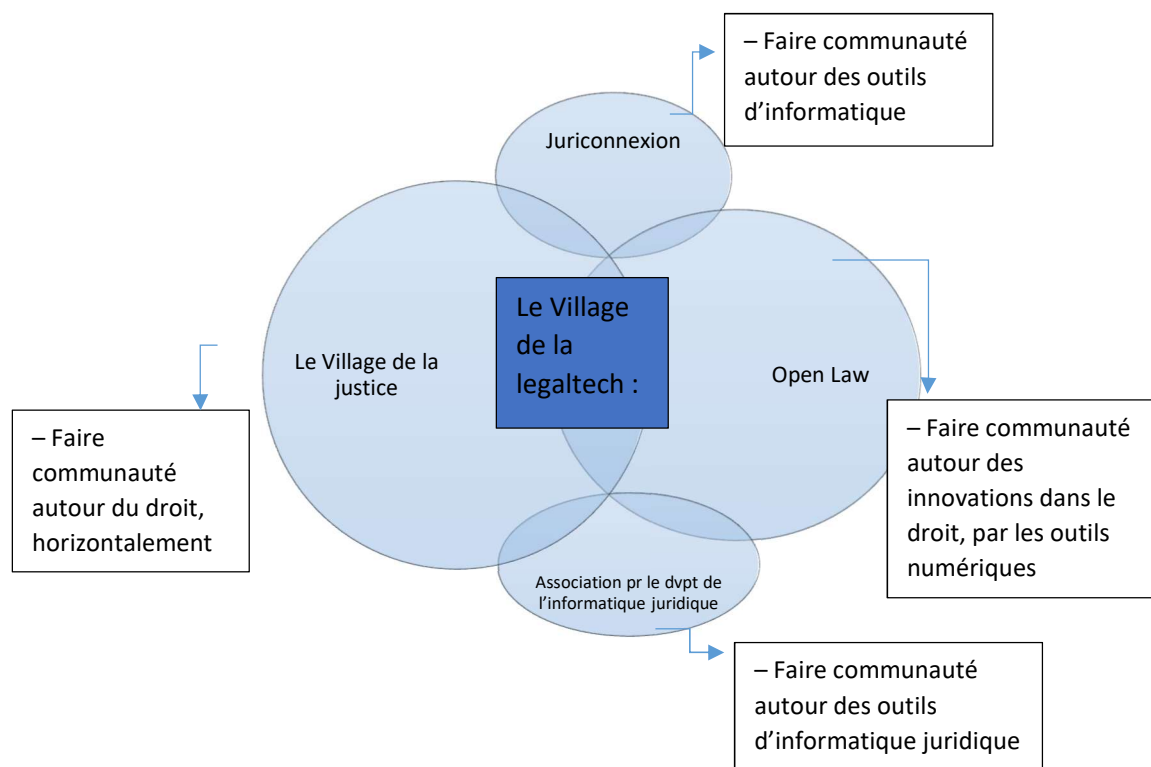 – Faire communauté
autour des outils
d’informatique
Juriconnexion
Le Village
de la
legaltech :
Le Village de la
justice
Open Law
– Faire
communauté
autour du droit,
horizontalement
– Faire communauté
autour des
innovations dans le
droit, par les outils
numériques
Association pr le dvpt de
l’informatique juridique
– Faire communauté
autour des outils
d’informatique juridique